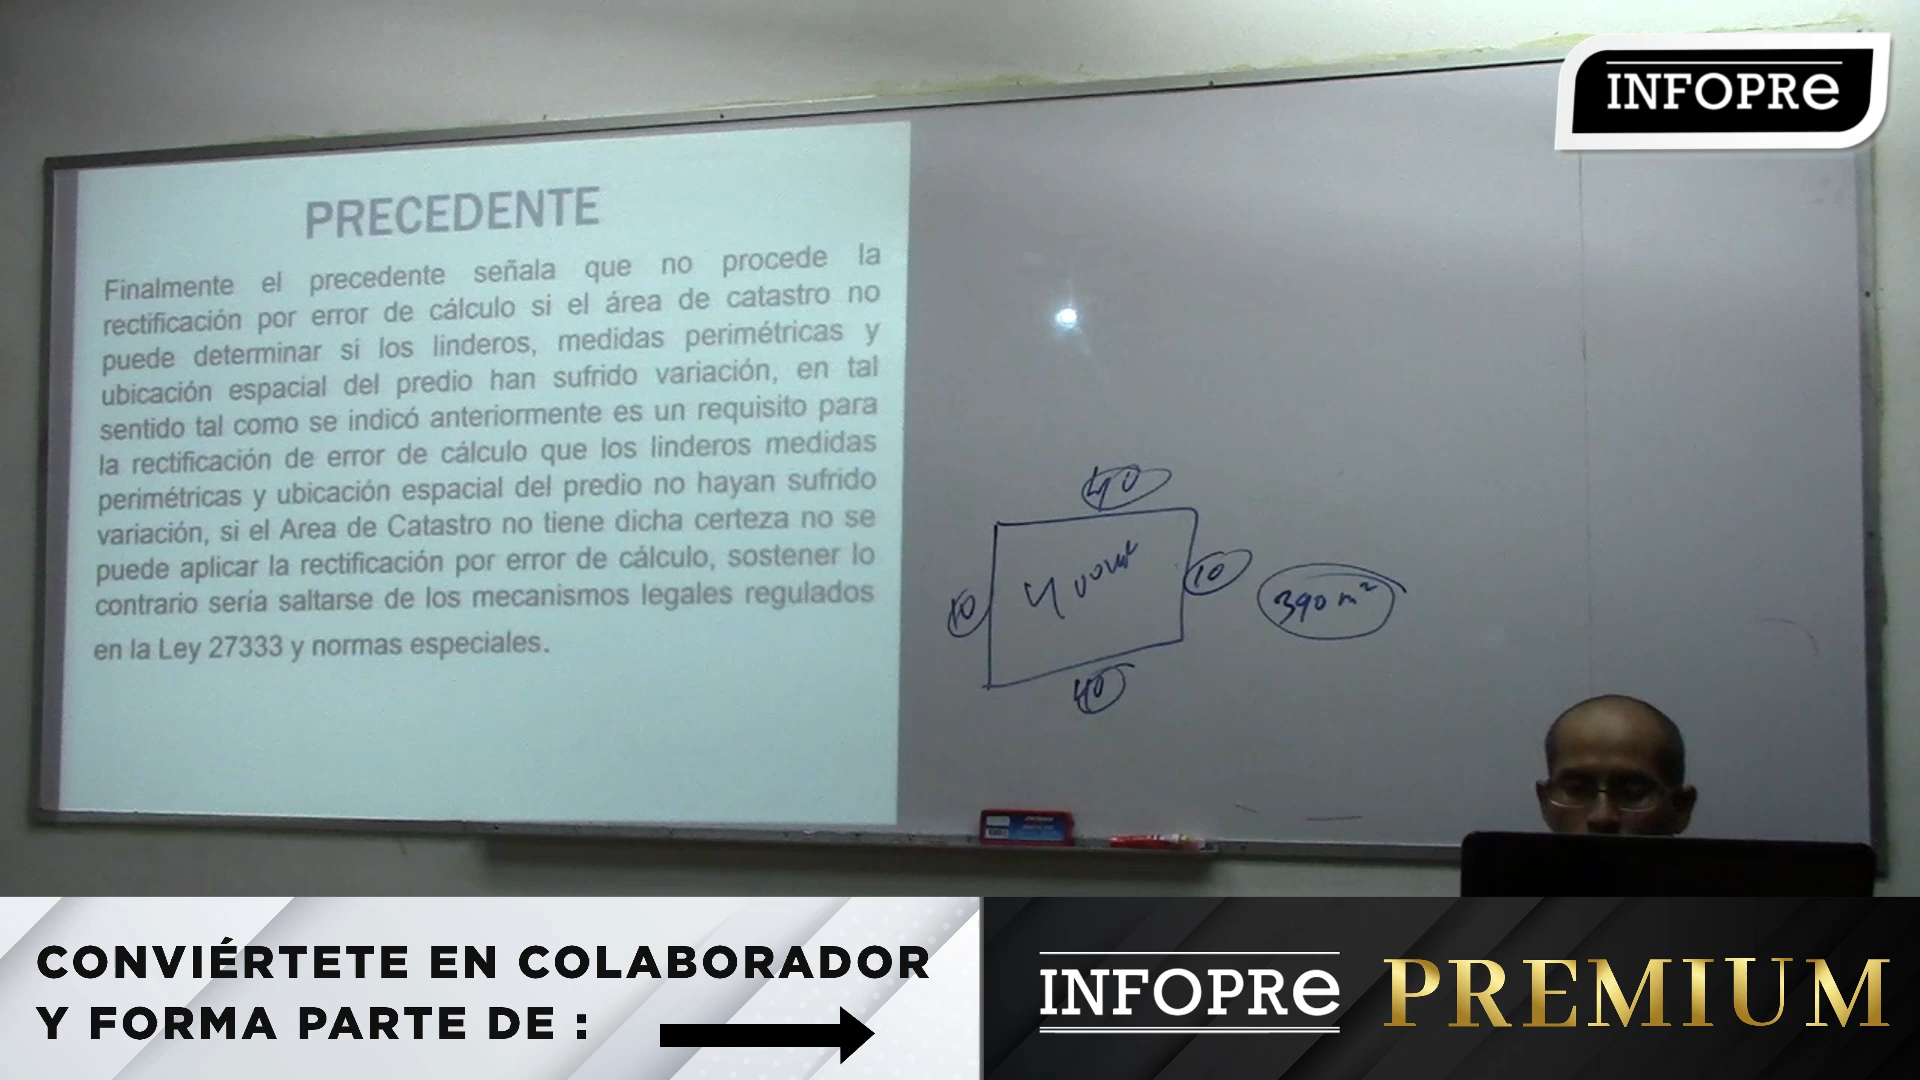 INFOPRe
PRECEDENTE
Finalmente el precedente señala que no procede la
rectificación por error de cálculo si el área de catastro no
puede determinar si los linderos, medidas perimétricas y
ubicación espacial del predio han sufrido variación, en tal
sentido tal como se indicó anteriormente es un requisito para
la rectificación de error de cálculo que los linderos medidas
perimétricas y ubicación espacial del predio no hayan sufrido
variación, si el Area de Catastro no tiene dicha certeza no se
puede aplicar la rectificación por error de cálculo, sostener lo
contrario sería saltarse de los mecanismos legales regulados
en la Ley 27333 y normas especiales.
40
400m²
10
10
390 m²
40
CONVIÉRTETE EN COLABORADOR
Y FORMA PARTE DE :
INFOPRe PREMIUM